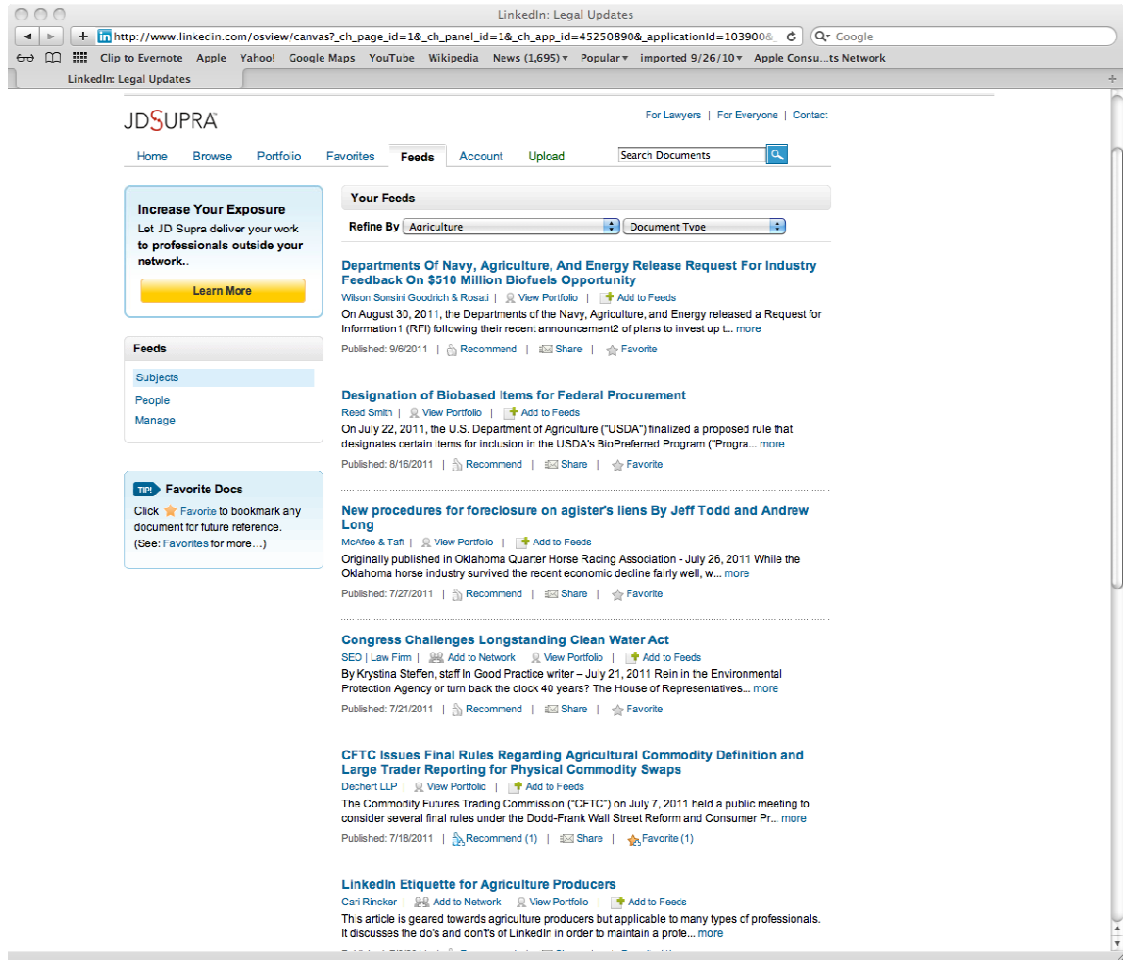 LinkedIn: Legal Updates
http://www.linkedin.com/osview/canvas?_ch_page_id=1&_ch_panel_id=1&_ch_app_id=45250890&_applicationId=103900&_
Google
Clip to Evernote Apple Yahoo! Google Maps YouTube Wikipedia News (1,695) Popular imported 9/26/10 Apple Consu...ts Network
LinkedIn: Legal Updates
JDSUPRA
For Lawyers | For Everyone | Contact
Home Browse Portfolio Favorites Feeds Account Upload Search Documents
Increase Your Exposure
Let JD Supra deliver your work
to professionals outside your
network..
Learn More
Feeds
Subjects
People
Manage
TIP! Favorite Docs
Click Favorite to bookmark any
document for future reference.
(See: Favorites for more...)
Your Feeds
Refine By Agriculture Document Type
Departments Of Navy, Agriculture, And Energy Release Request For Industry
Feedback On $510 Million Biofuels Opportunity
Wilson Sonsini Goodrich & Rosati | View Portfolio | Add to Feeds
On August 30, 2011, the Departments of the Navy, Agriculture, and Energy released a Request for
Information1 (RFI) following their recent announcement2 of plans to invest up t... more
Published: 9/6/2011 | Recommend | Share | Favorite
Designation of Biobased Items for Federal Procurement
Reed Smith | View Portfolio | Add to Feeds
On July 22, 2011, the U.S. Department of Agriculture ("USDA") finalized a proposed rule that
designates certain items for inclusion in the USDA's BioPreferred Program ("Progra... more
Published: 8/16/2011 | Recommend | Share | Favorite
New procedures for foreclosure on agister's liens By Jeff Todd and Andrew
Long
McAfee & Taft | View Portfolio | Add to Feeds
Originally published in Oklahoma Quarter Horse Racing Association - July 26, 2011 While the
Oklahoma horse industry survived the recent economic decline fairly well, w... more
Published: 7/27/2011 | Recommend | Share | Favorite
Congress Challenges Longstanding Clean Water Act
SEO | Law Firm | Add to Network View Portfolio | Add to Feeds
By Krystina Steffen, staff In Good Practice writer – July 21, 2011 Rein in the Environmental
Protection Agency or turn back the clock 40 years? The House of Representatives... more
Published: 7/21/2011 | Recommend | Share | Favorite
CFTC Issues Final Rules Regarding Agricultural Commodity Definition and
Large Trader Reporting for Physical Commodity Swaps
Dechert LLP | View Portfolio | Add to Feeds
The Commodity Futures Trading Commission ("CFTC") on July 7, 2011 held a public meeting to
consider several final rules under the Dodd-Frank Wall Street Reform and Consumer Pr... more
Published: 7/18/2011 | Recommend (1) | Share | Favorite (1)
LinkedIn Etiquette for Agriculture Producers
Cari Rincker | Add to Network View Portfolio | Add to Feeds
This article is geared towards agriculture producers but applicable to many types of professionals.
It discusses the do's and dont's of LinkedIn in order to maintain a profe... more